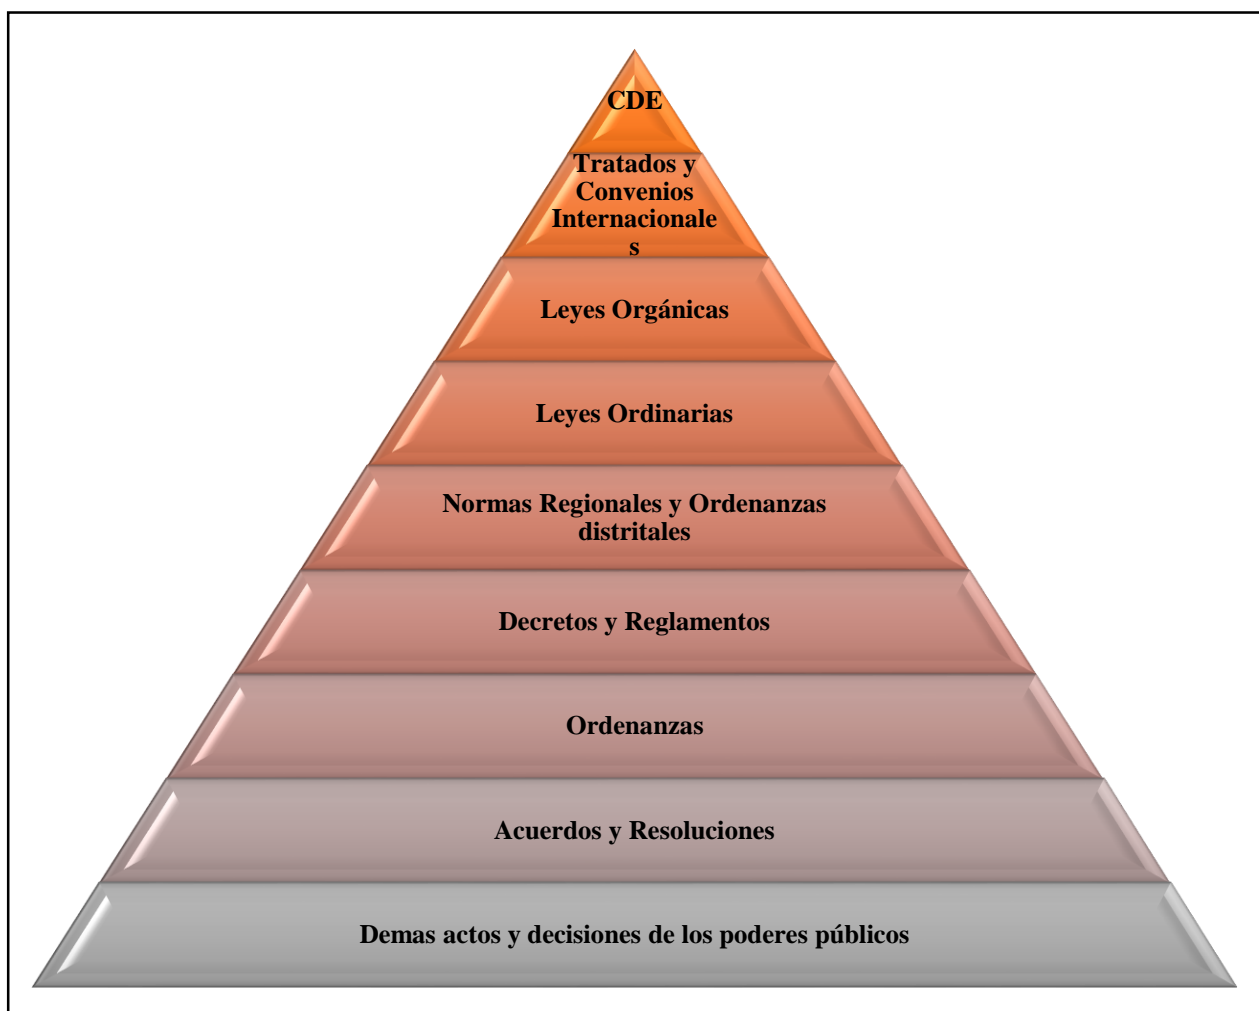 CDE
Tratados y
Convenios
Internacionale
s
Leyes Orgánicas
Leyes Ordinarias
Normas Regionales y Ordenanzas
distritales
Decretos y Reglamentos
Ordenanzas
Acuerdos y Resoluciones
Demas actos y decisiones de los poderes públicos